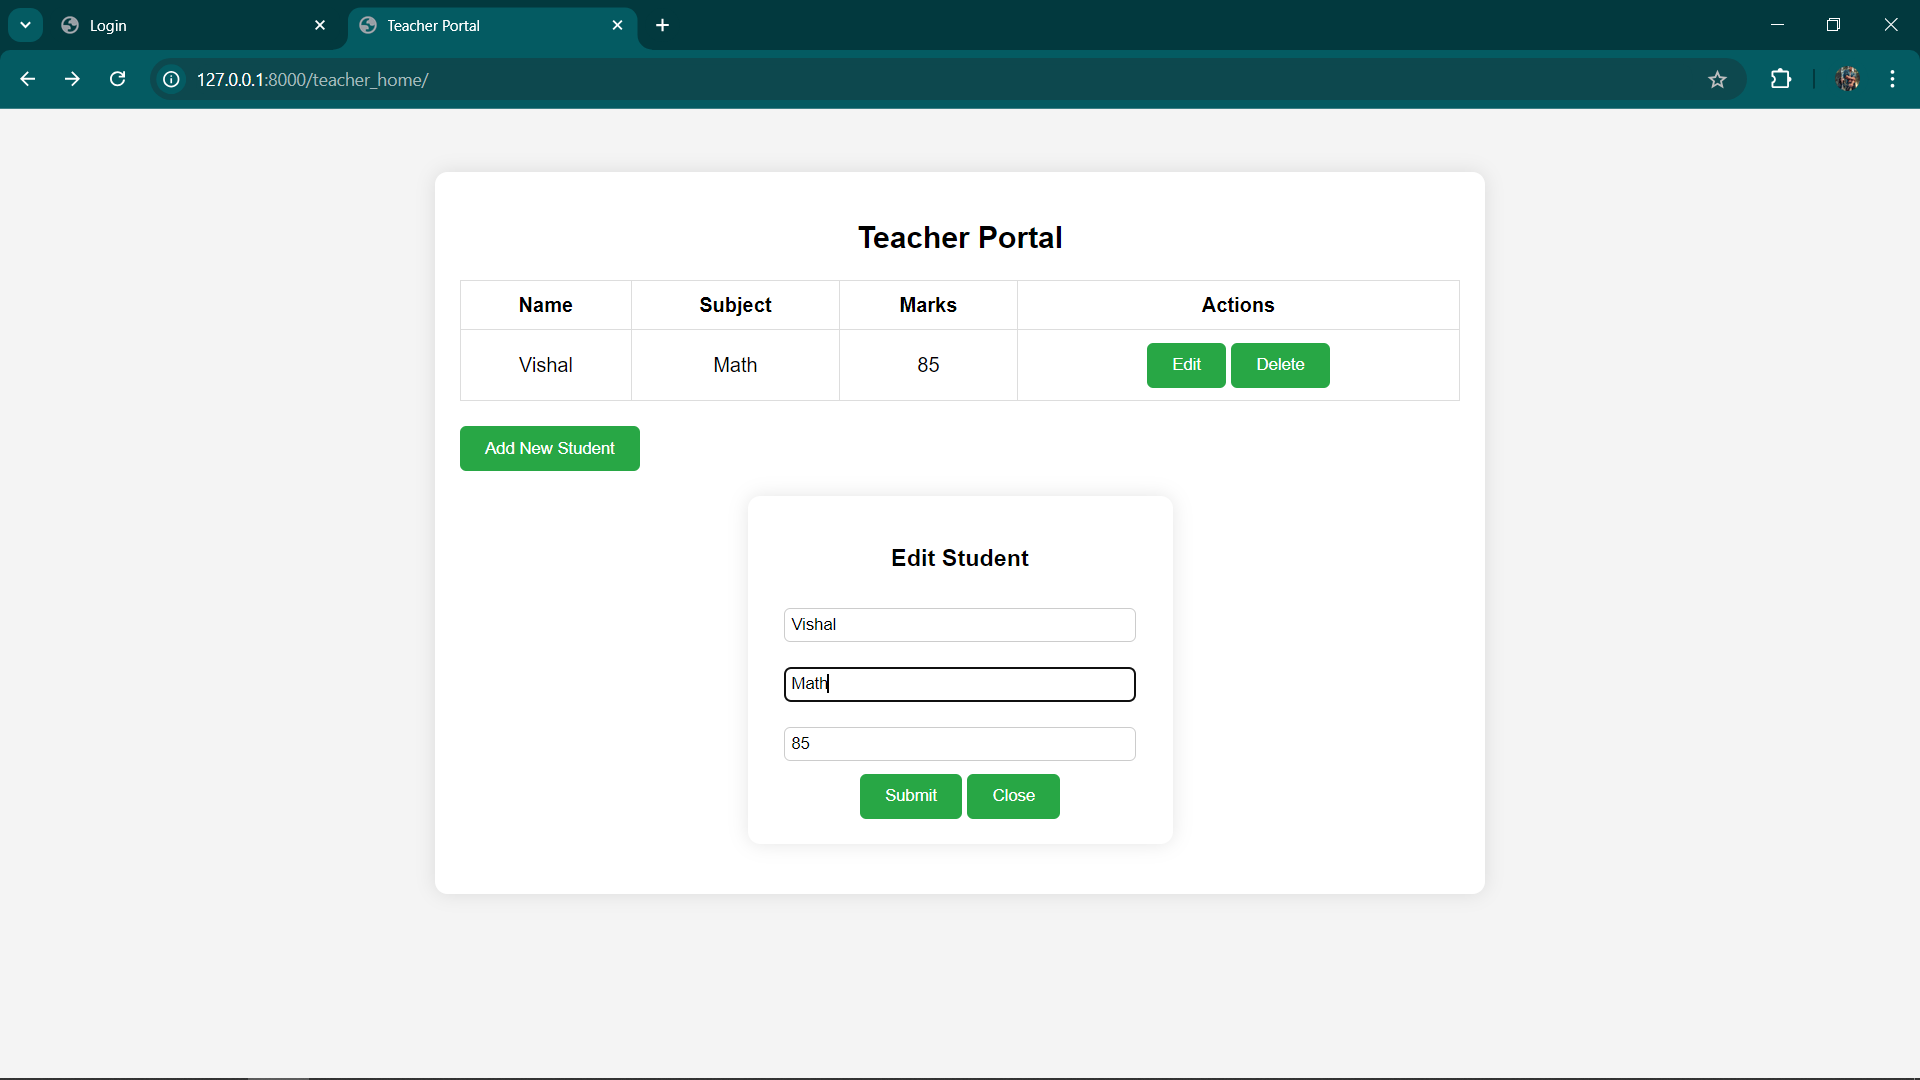 Login
Teacher Portal
127.0.0.1:8000/teacher_home/
Teacher Portal
Name Subject Marks Actions
Vishal Math 85 Edit Delete
Add New Student
Edit Student
Vishal
Math
85
Submit Close